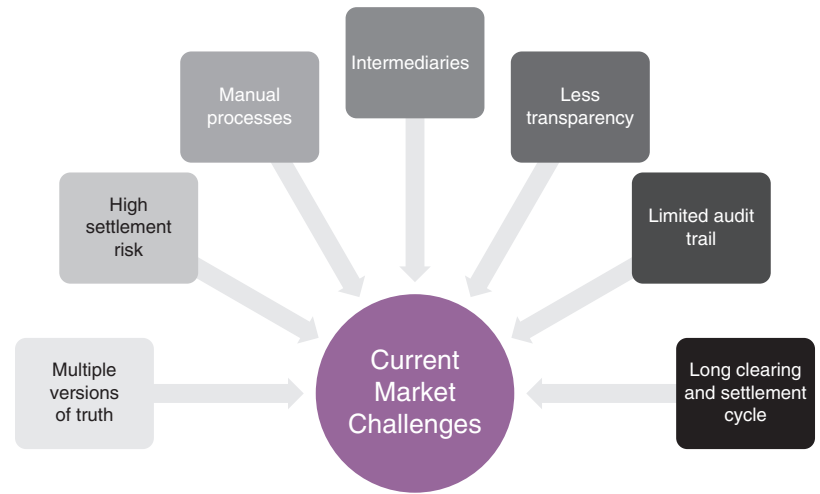 Multiple
versions
of truth
High
settlement
risk
Manual
processes
Intermediaries
Less
transparency
Limited audit
trail
Long clearing
and settlement
cycle
Current
Market
Challenges